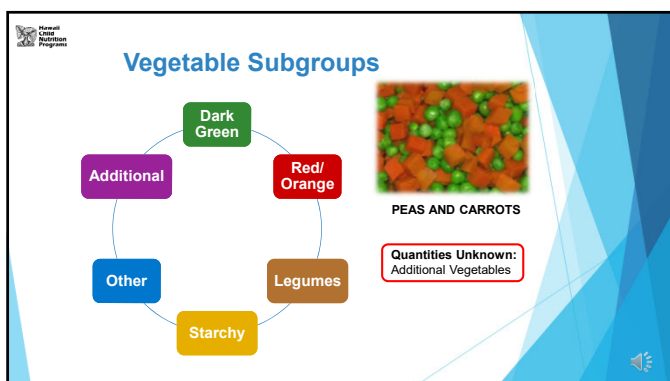 Hawaii
Child
Nutrition
Programs
Vegetable Subgroups
Dark
Green
Additional
Red/
Orange
PEAS AND CARROTS
Quantities Unknown:
Additional Vegetables
Other
Legumes
Starchy